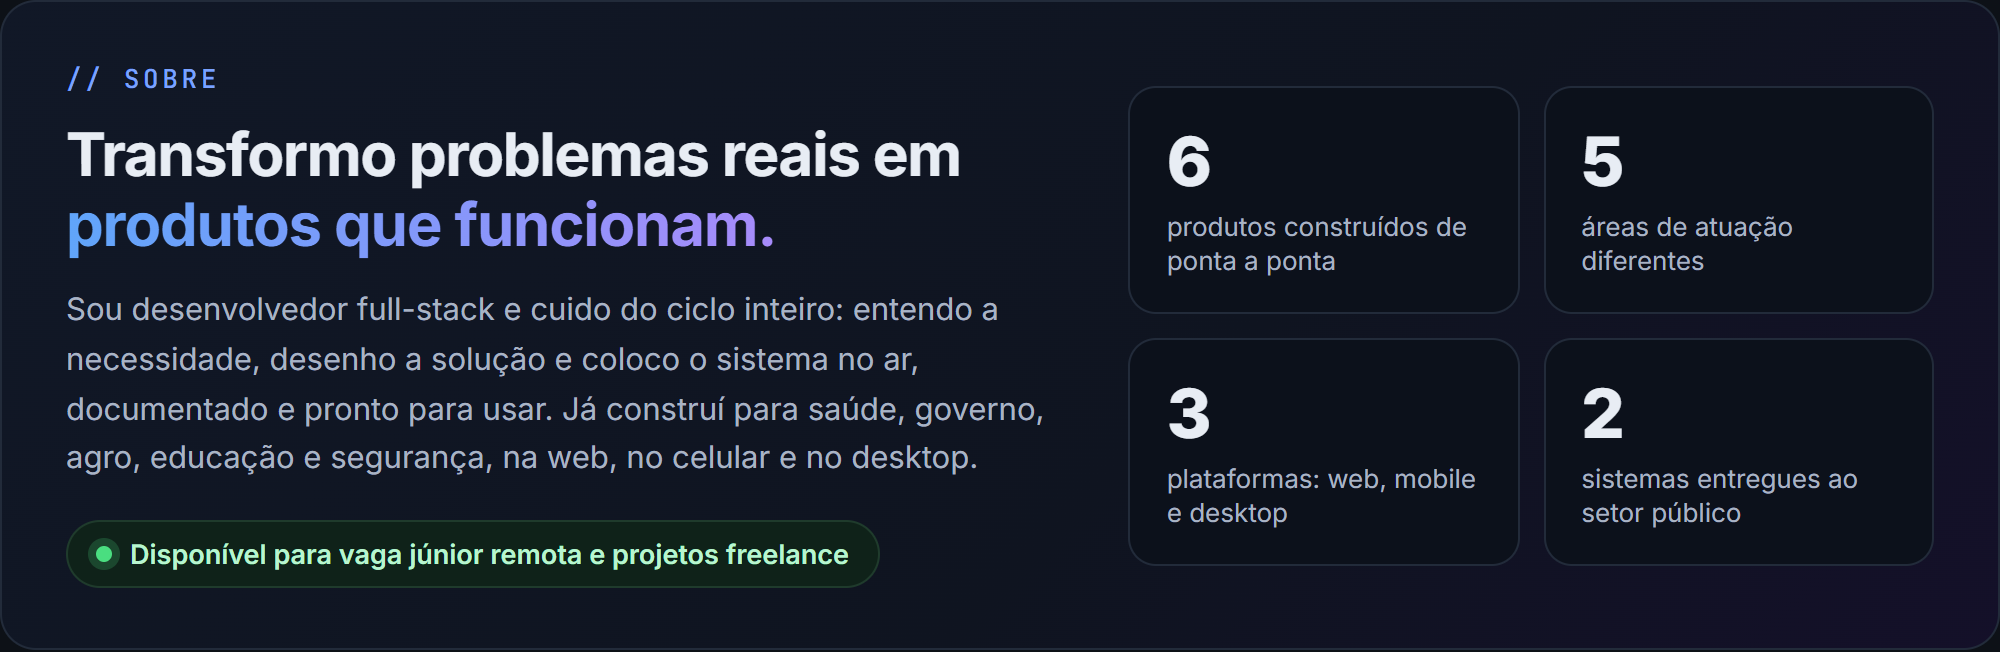 // SOBRE
Transformo problemas reais em
produtos que funcionam.
Sou desenvolvedor full-stack e cuido do ciclo inteiro: entendo a
necessidade, desenho a solução e coloco o sistema no ar,
documentado e pronto para usar. Já construí para saúde, governo,
agro, educação e segurança, na web, no celular e no desktop.
Disponível para vaga júnior remota e projetos freelance
6
produtos construídos de
ponta a ponta
5
áreas de atuação
diferentes
3
plataformas: web, mobile
e desktop
2
sistemas entregues ao
setor público